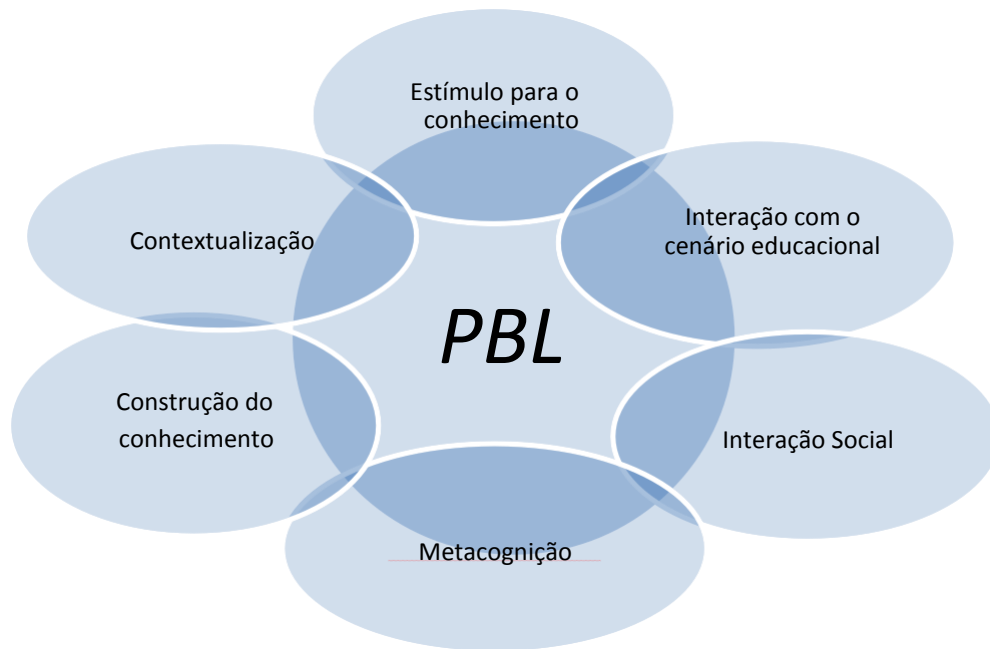 Estímulo para o
conhecimento
Interação com o
cenário educacional
Contextualização
PBL
Construção do
conhecimento
Interação Social
Metacognição